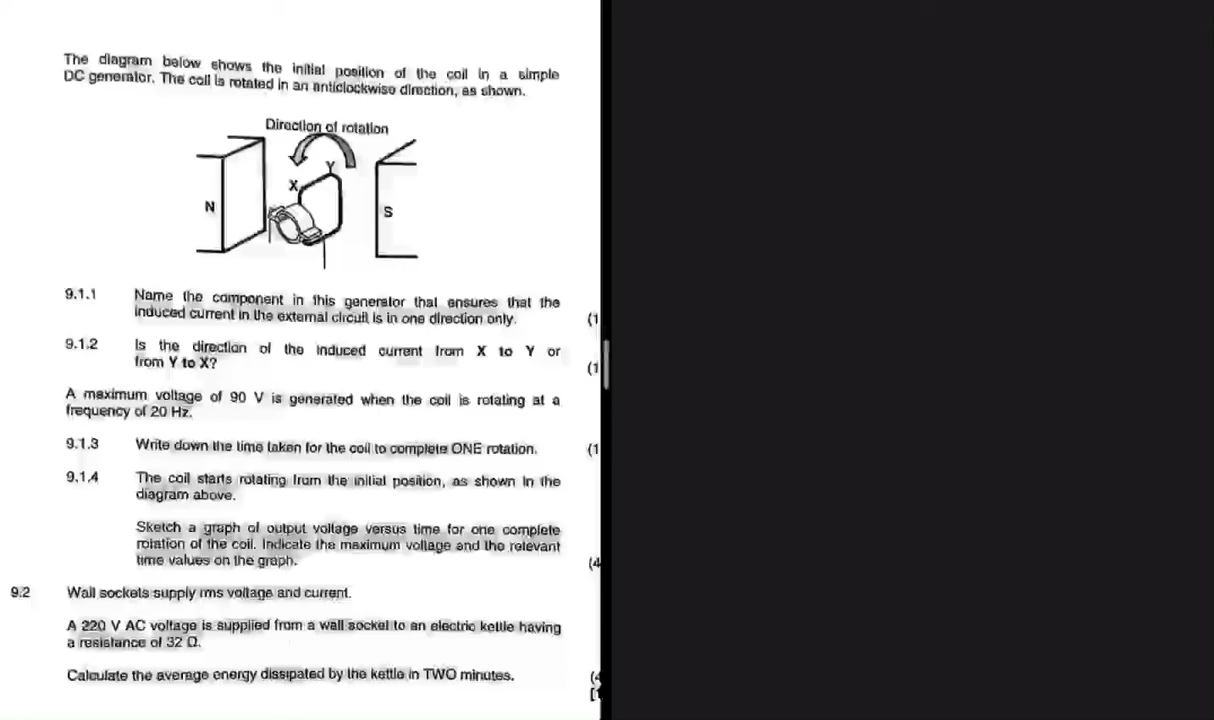 The diagram below shows the initial position of the coil in a simple
DC generator. The coil is rotated in an anticlockwise direction, as shown.
Direction of rotation
Y
X
N
S
9.1.1 Name the component in this generator that ensures that the
induced current in the external circuit is in one direction only. (1
9.1.2 Is the direction of the induced current from X to Y or
from Y to X? (1
A maximum voltage of 90 V is generated when the coil is rotating at a
frequency of 20 Hz.
9.1.3 Write down the time taken for the coil to complete ONE rotation. (1
9.1.4 The coil starts rotating from the initial position, as shown in the
diagram above.
Sketch a graph of output voltage versus time for one complete
rotation of the coil. Indicate the maximum voltage and the relevant
time values on the graph. (4
9.2 Wall sockets supply rms voltage and current.
A 220 V AC voltage is supplied from a wall socket to an electric kettle having
a resistance of 32 Ω.
Calculate the average energy dissipated by the kettle in TWO minutes. (4
[1